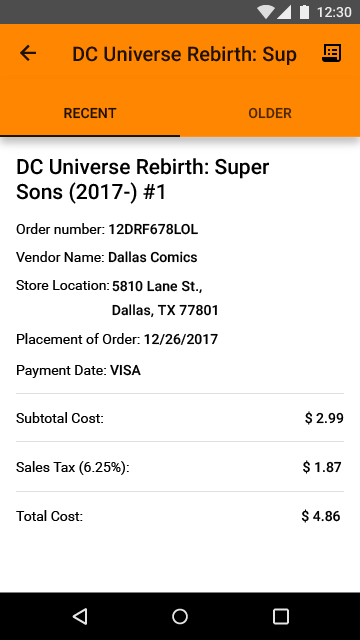 12:30
DC Universe Rebirth: Sup
RECENT OLDER
DC Universe Rebirth: Super
Sons (2017-) #1
Order number: 12DRF678LOL
Vendor Name: Dallas Comics
Store Location: 5810 Lane St.,
Dallas, TX 77801
Placement of Order: 12/26/2017
Payment Date: VISA
Subtotal Cost: $ 2.99
Sales Tax (6.25%): $ 1.87
Total Cost: $ 4.86